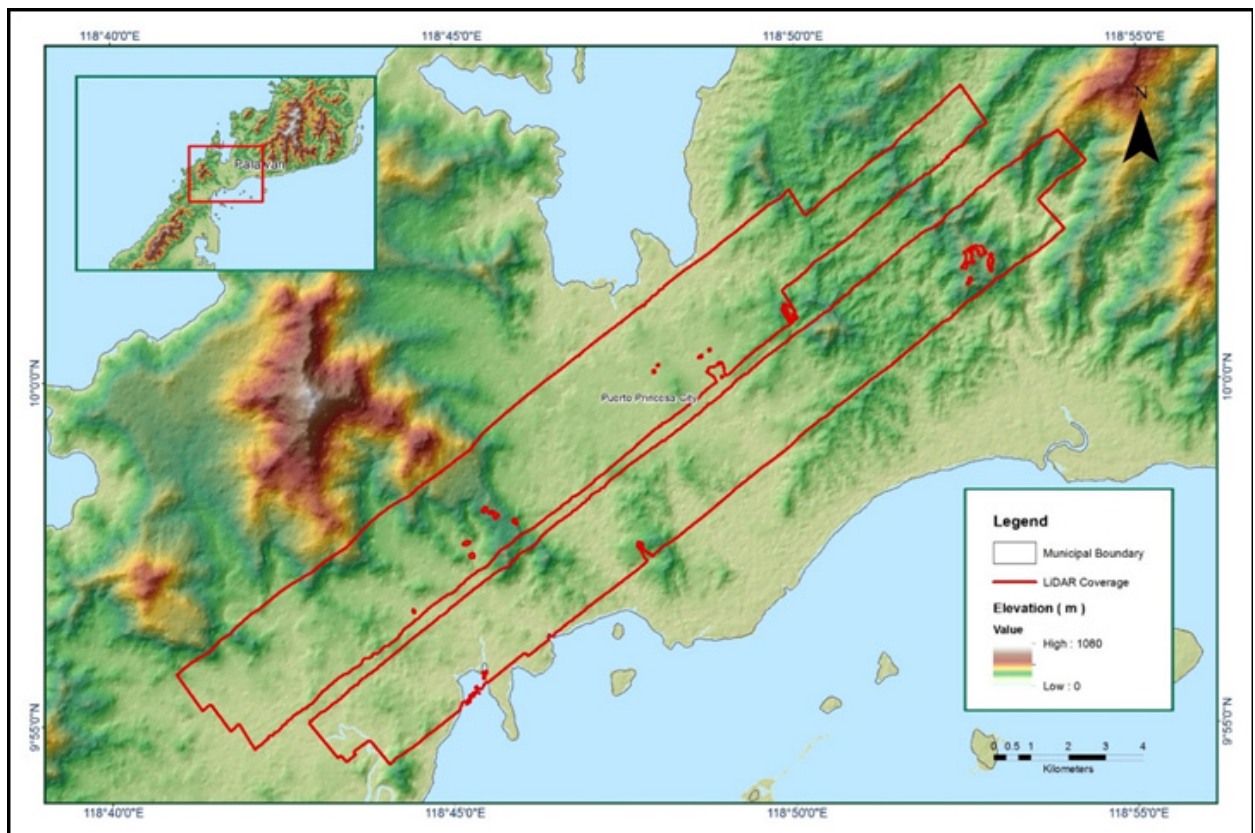 118°40'0"E 118°45'0"E 118°50'0"E 118°55'0"E
N
Palawan
10°0'0"N 10°0'0"N
Puerto Princesa City
Legend
Municipal Boundary
LiDAR Coverage
Elevation ( m )
Value
High : 1080
Low : 0
9°55'0"N 9°55'0"N
0 0.5 1 2 3 4
Kilometers
118°40'0"E 118°45'0"E 118°50'0"E 118°55'0"E